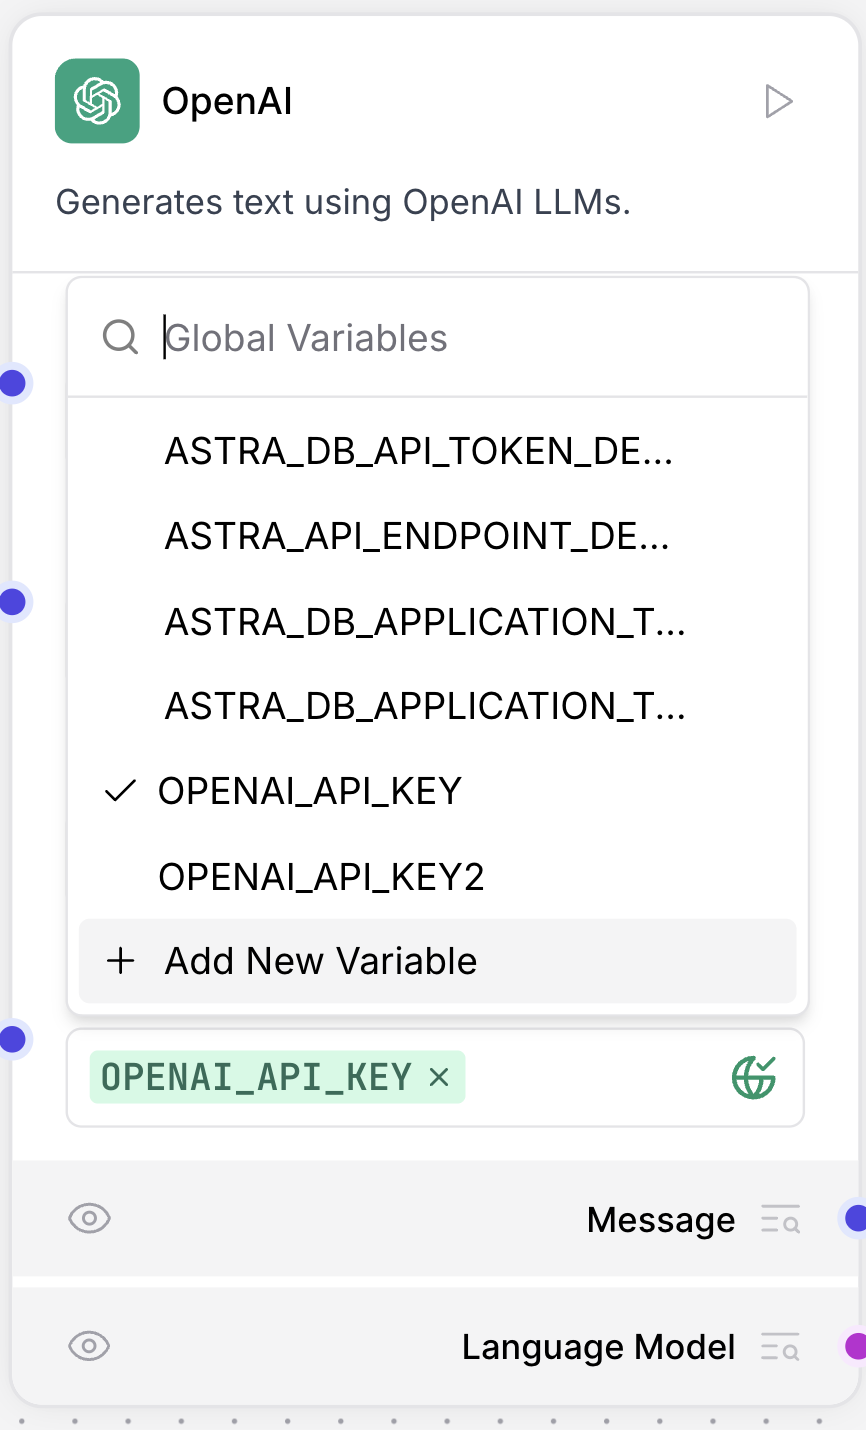 OpenAI
Generates text using OpenAI LLMs.
Global Variables
ASTRA_DB_API_TOKEN_DE...
ASTRA_API_ENDPOINT_DE...
ASTRA_DB_APPLICATION_T...
ASTRA_DB_APPLICATION_T...
OPENAI_API_KEY
OPENAI_API_KEY2
Add New Variable
OPENAI_API_KEY
Message
Language Model